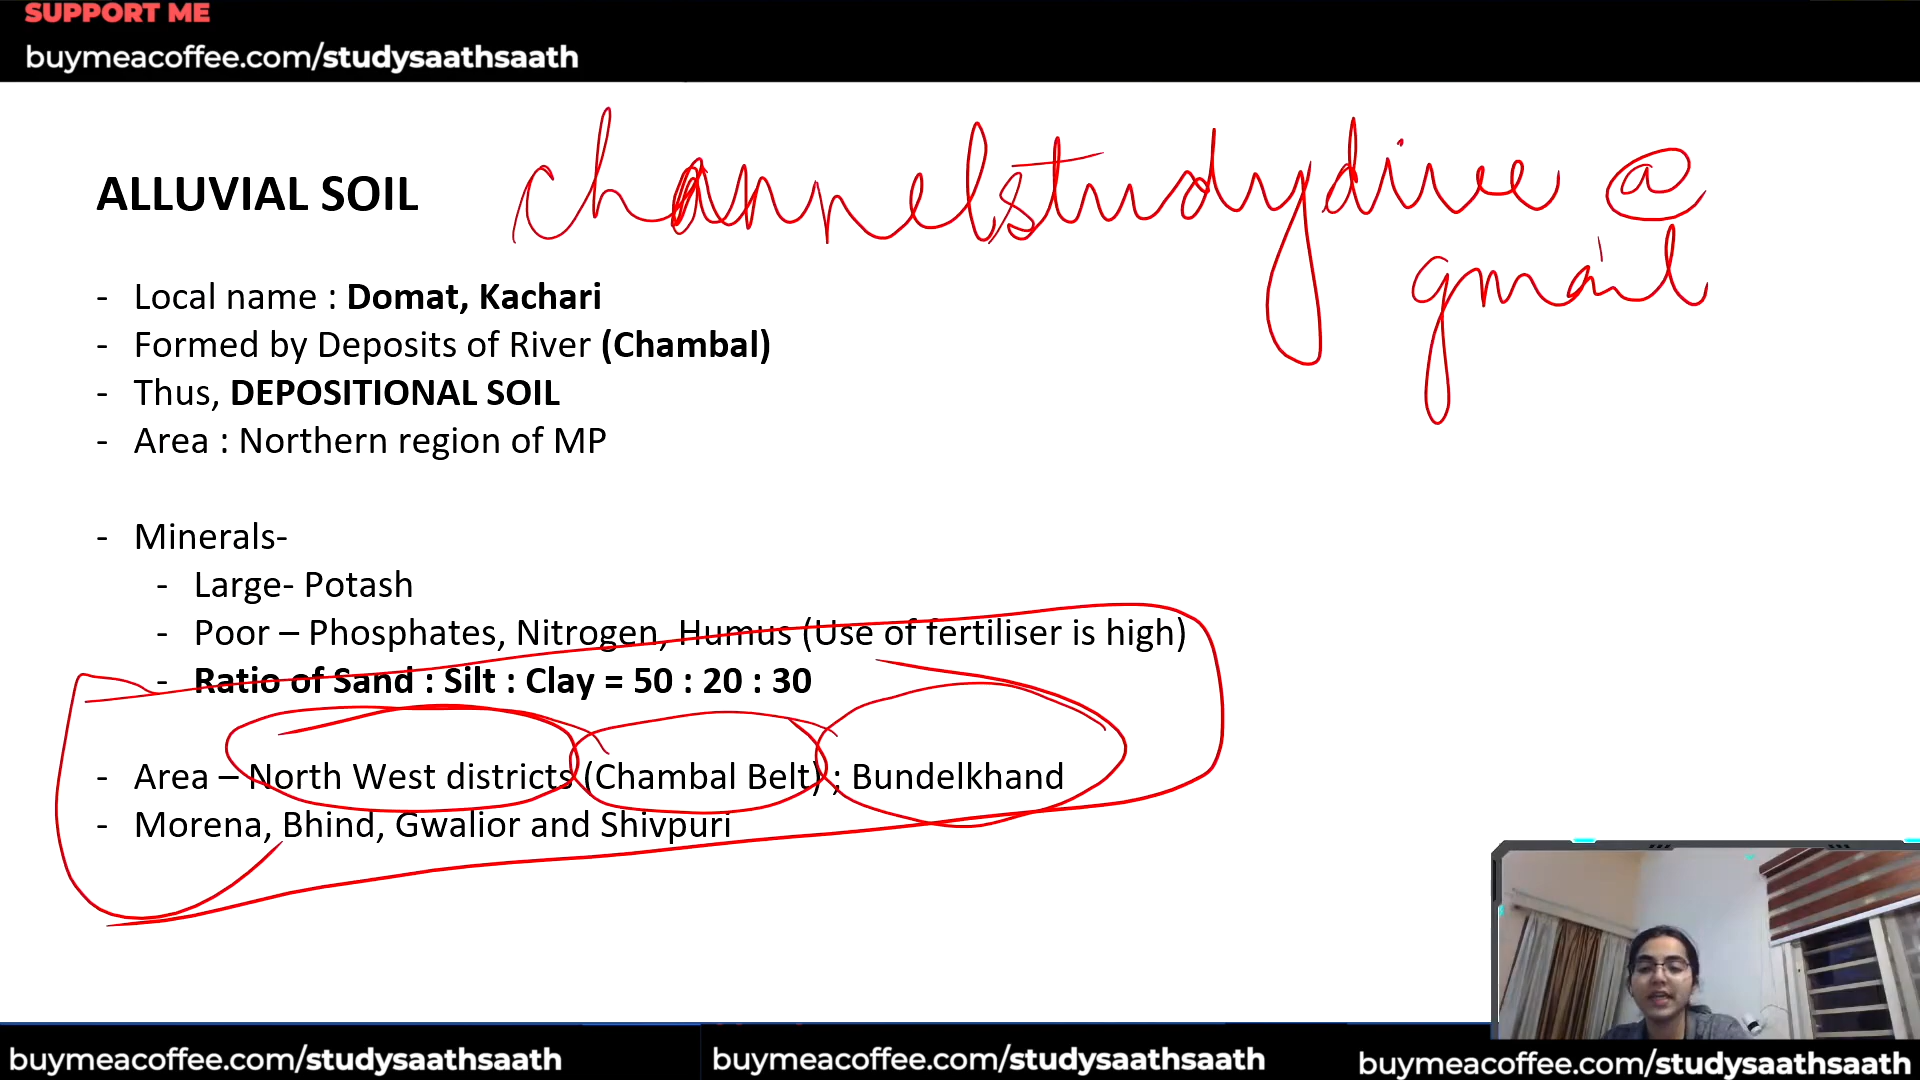 SUPPORT ME
buymeacoffee.com/studysaathsaath
channelstudydive @
gmail
ALLUVIAL SOIL
- Local name : Domat, Kachari
- Formed by Deposits of River (Chambal)
- Thus, DEPOSITIONAL SOIL
- Area : Northern region of MP
- Minerals-
- Large- Potash
- Poor – Phosphates, Nitrogen, Humus (Use of fertiliser is high)
- Ratio of Sand : Silt : Clay = 50 : 20 : 30
- Area – North West districts (Chambal Belt) ; Bundelkhand
- Morena, Bhind, Gwalior and Shivpuri
buymeacoffee.com/studysaathsaath buymeacoffee.com/studysaathsaath buymeacoffee.com/studysaathsaath